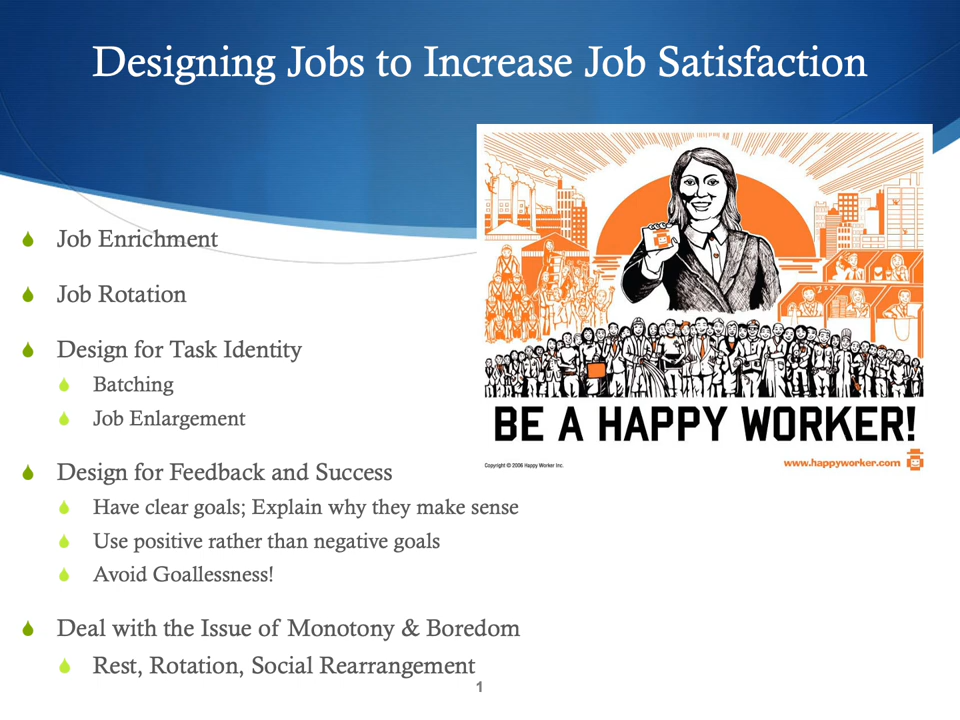 Designing Jobs to Increase Job Satisfaction
Job Enrichment
Job Rotation
Design for Task Identity
Batching
Job Enlargement
Design for Feedback and Success
Have clear goals; Explain why they make sense
Use positive rather than negative goals
Avoid Goallessness!
Deal with the Issue of Monotony & Boredom
Rest, Rotation, Social Rearrangement
zzz
BE A HAPPY WORKER!
Copyright © 2006 Happy Worker Inc.
www.happyworker.com
1